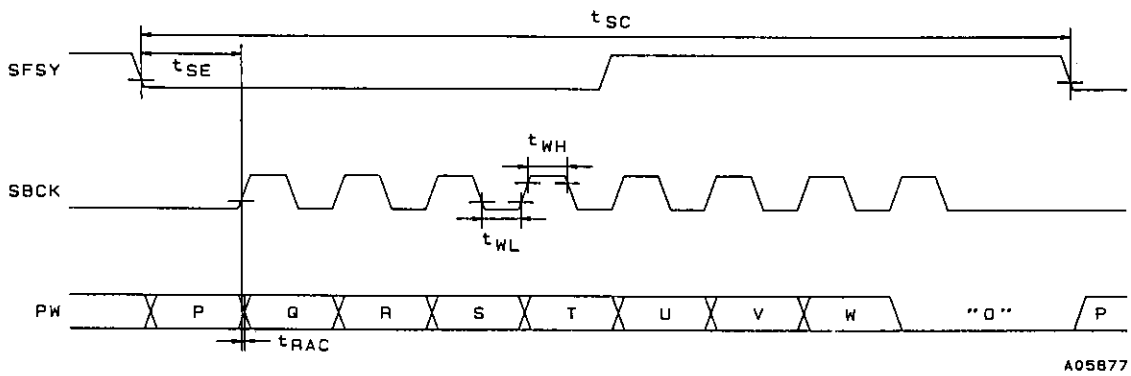 tSC
tSE
SFSY
tWH
SBCK
tWL
PW P Q R S T U V W "0" P
tRAC
A05877